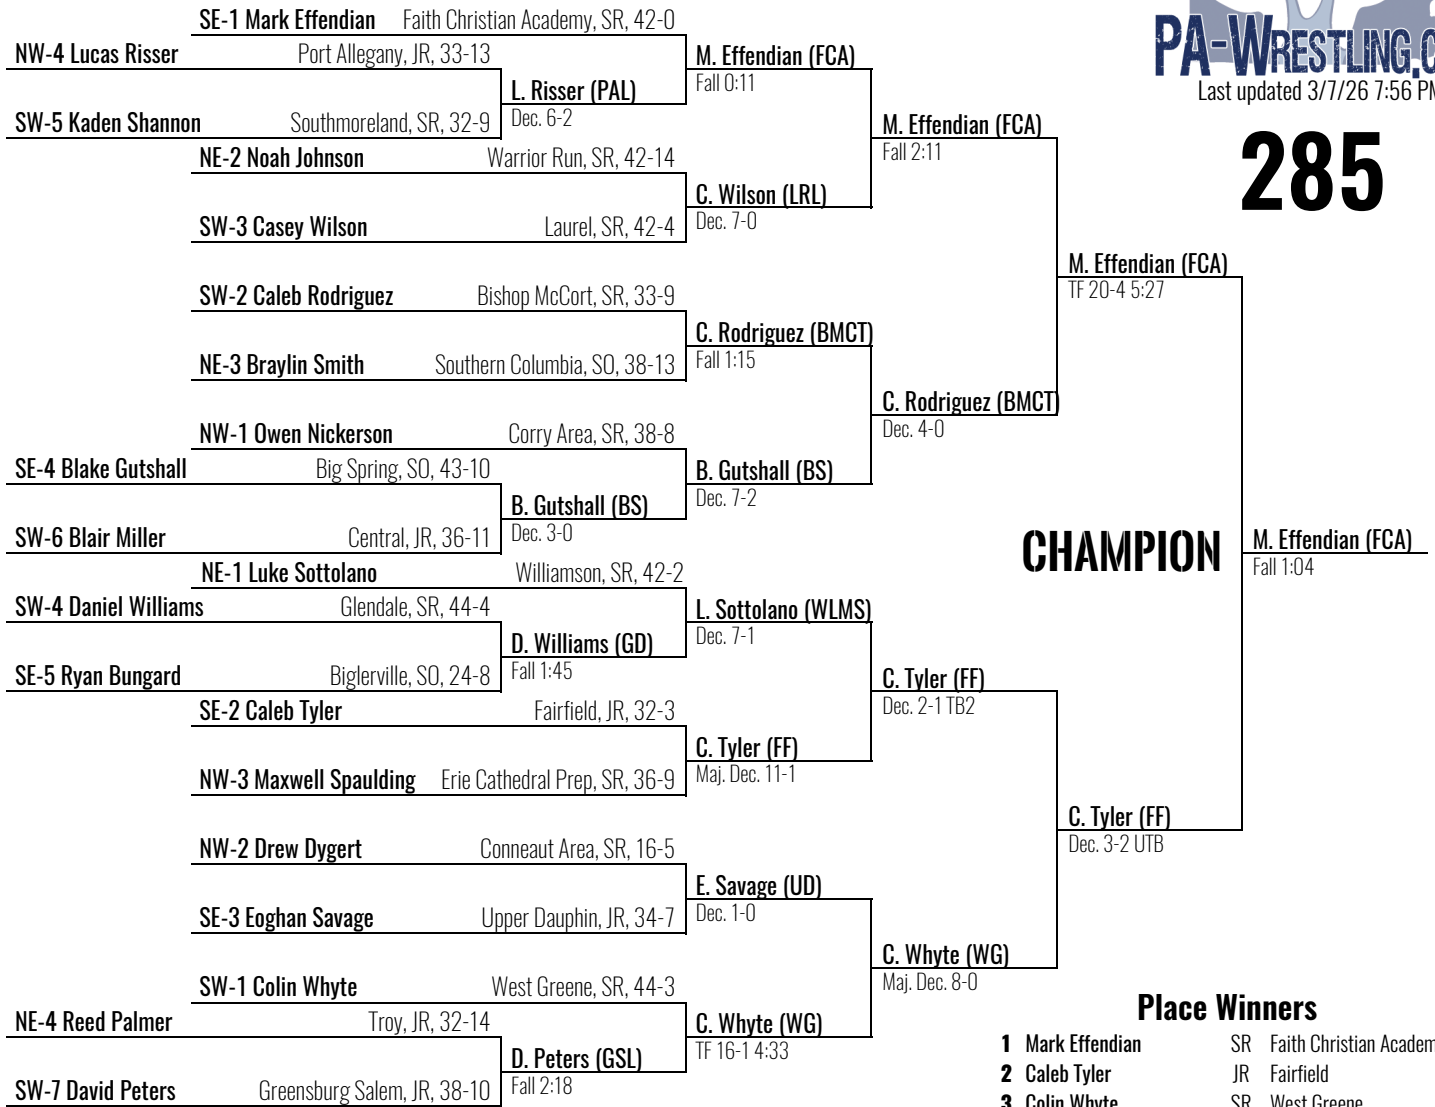 SE-1 Mark Effendian Faith Christian Academy, SR, 42-0
NW-4 Lucas Risser Port Allegany, JR, 33-13
M. Effendian (FCA)
Fall 0:11
L. Risser (PAL)
Dec. 6-2
SW-5 Kaden Shannon Southmoreland, SR, 32-9
M. Effendian (FCA)
Fall 2:11
NE-2 Noah Johnson Warrior Run, SR, 42-14
C. Wilson (LRL)
Dec. 7-0
SW-3 Casey Wilson Laurel, SR, 42-4
M. Effendian (FCA)
TF 20-4 5:27
SW-2 Caleb Rodriguez Bishop McCort, SR, 33-9
C. Rodriguez (BMCT)
Fall 1:15
NE-3 Braylin Smith Southern Columbia, SO, 38-13
C. Rodriguez (BMCT)
Dec. 4-0
NW-1 Owen Nickerson Corry Area, SR, 38-8
SE-4 Blake Gutshall Big Spring, SO, 43-10
B. Gutshall (BS)
Dec. 7-2
B. Gutshall (BS)
Dec. 3-0
SW-6 Blair Miller Central, JR, 36-11
CHAMPION
M. Effendian (FCA)
Fall 1:04
NE-1 Luke Sottolano Williamson, SR, 42-2
SW-4 Daniel Williams Glendale, SR, 44-4
L. Sottolano (WLMS)
Dec. 7-1
D. Williams (GD)
Fall 1:45
SE-5 Ryan Bungard Biglerville, SO, 24-8
C. Tyler (FF)
Dec. 2-1 TB2
SE-2 Caleb Tyler Fairfield, JR, 32-3
C. Tyler (FF)
Maj. Dec. 11-1
NW-3 Maxwell Spaulding Erie Cathedral Prep, SR, 36-9
C. Tyler (FF)
Dec. 3-2 UTB
NW-2 Drew Dygert Conneaut Area, SR, 16-5
E. Savage (UD)
Dec. 1-0
SE-3 Eoghan Savage Upper Dauphin, JR, 34-7
C. Whyte (WG)
Maj. Dec. 8-0
SW-1 Colin Whyte West Greene, SR, 44-3
NE-4 Reed Palmer Troy, JR, 32-14
C. Whyte (WG)
TF 16-1 4:33
D. Peters (GSL)
Fall 2:18
SW-7 David Peters Greensburg Salem, JR, 38-10
PA-WRESTLING.C
Last updated 3/7/26 7:56 PM
285
Place Winners
1 Mark Effendian SR Faith Christian Academ
2 Caleb Tyler JR Fairfield
3 Colin Whyte SR West Greene